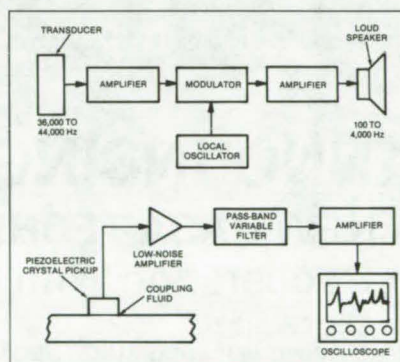 TRANSDUCER
LOUD
SPEAKER
AMPLIFIER
MODULATOR
AMPLIFIER
36,000 TO
44,000 Hz
100 TO
4,000 Hz
LOCAL
OSCILLATOR
LOW-NOISE
AMPLIFIER
PASS-BAND
VARIABLE
FILTER
AMPLIFIER
PIEZOELECTRIC
CRYSTAL PICKUP
COUPLING
FLUID
OSCILLOSCOPE